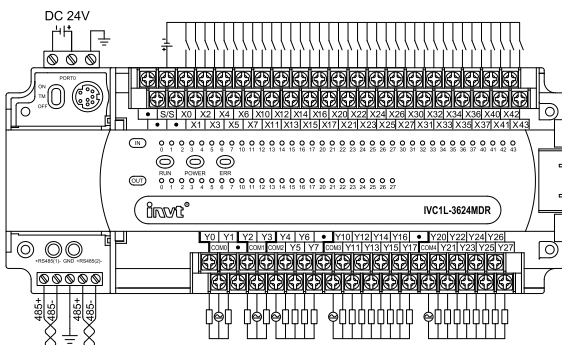 DC 24V
PORT0
ON
TM
OFF
• S/S X0 X2 X4 X6 X10 X12 X14 X16 X20 X22 X24 X26 X30 X32 X34 X36 X40 X42
• • X1 X3 X5 X7 X11 X13 X15 X17 X21 X23 X25 X27 X31 X33 X35 X37 X41 X43
IN
0 1 2 3 4 5 6 7 10 11 12 13 14 15 16 17 20 21 22 23 24 25 26 27 30 31 32 33 34 35 36 37 40 41 42 43
RUN POWER ERR
OUT
0 1 2 3 4 5 6 7 10 11 12 13 14 15 16 17 20 21 22 23 24 25 26 27
invt
IVC1L-3624MDR
Y0 Y1 Y2 Y3 Y4 Y6 • Y10 Y12 Y14 Y16 • Y20 Y22 Y24 Y26
COM0 • COM1 COM2 Y5 Y7 COM3 Y11 Y13 Y15 Y17 COM4 Y21 Y23 Y25 Y27
+RS485(1)- GND +RS485(2)-
485+
485-
485+
485-